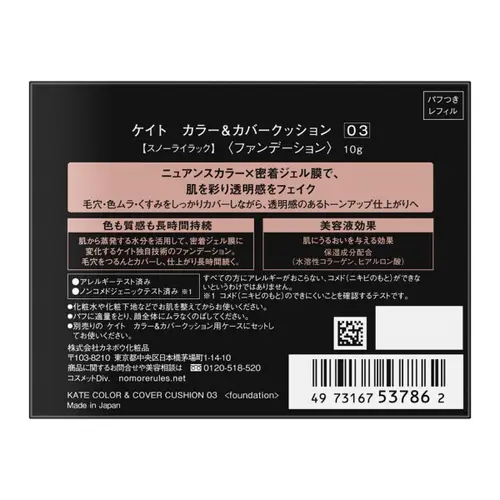 パフつき
レフィル
ケイト　カラー&カバークッション 03
【スノーライラック】〈ファンデーション〉 10g
ニュアンスカラー×密着ジェル膜で、
肌を彩り透明感をフェイク
毛穴・色ムラ・くすみをしっかりカバーしながら、透明感のあるトーンアップ仕上がりへ
色も質感も長時間持続
肌から蒸発する水分を活用して、密着ジェル膜に
変化するケイト独自技術のファンデーション。
毛穴をつるんとカバーし、仕上がり長時間続く。
美容液効果
肌にうるおいを与える効果
保湿成分配合
(水溶性コラーゲン、ヒアルロン酸)
●アレルギーテスト済み
●ノンコメドジェニックテスト済み ※1
すべての方にアレルギーがおこらない、コメド(ニキビのもと)ができな
いというわけではありません。 ※1 コメド(ニキビのもと)のできにくいことを確認するテストです。
●化粧水や化粧下地などでお肌を整えた後にお使いください。
●パフに適量をとり、顔全体にムラなくのばしてください。
●別売りの ケイト　カラー&カバークッション用ケースにセットし
てお使いください。
株式会社カネボウ化粧品
〒103-8210 東京都中央区日本橋茅場町1-14-10
商品に関するお問合せや美容相談は ☎0120-518-520
コスメットDiv. nomorerules.net
KATE COLOR & COVER CUSHION 03 〈foundation〉
Made in Japan
4 973167 537862